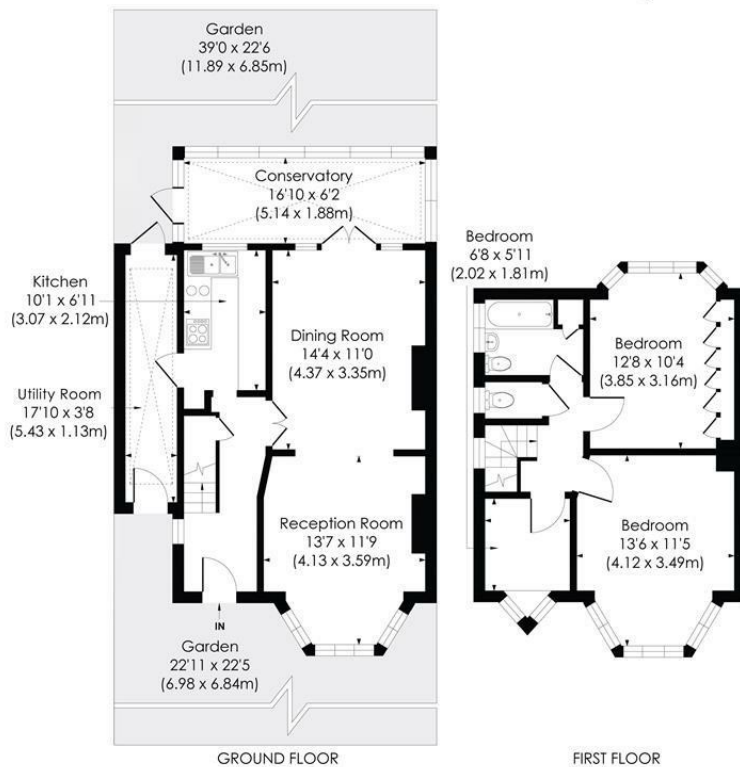 Garden
39'0 x 22'6
(11.89 x 6.85m)
Conservatory
16'10 x 6'2
(5.14 x 1.88m)
Kitchen
10'1 x 6'11
(3.07 x 2.12m)
Dining Room
14'4 x 11'0
(4.37 x 3.35m)
Utility Room
17'10 x 3'8
(5.43 x 1.13m)
Reception Room
13'7 x 11'9
(4.13 x 3.59m)
IN
Garden
22'11 x 22'5
(6.98 x 6.84m)
GROUND FLOOR
Bedroom
6'8 x 5'11
(2.02 x 1.81m)
Bedroom
12'8 x 10'4
(3.85 x 3.16m)
Bedroom
13'6 x 11'5
(4.12 x 3.49m)
FIRST FLOOR